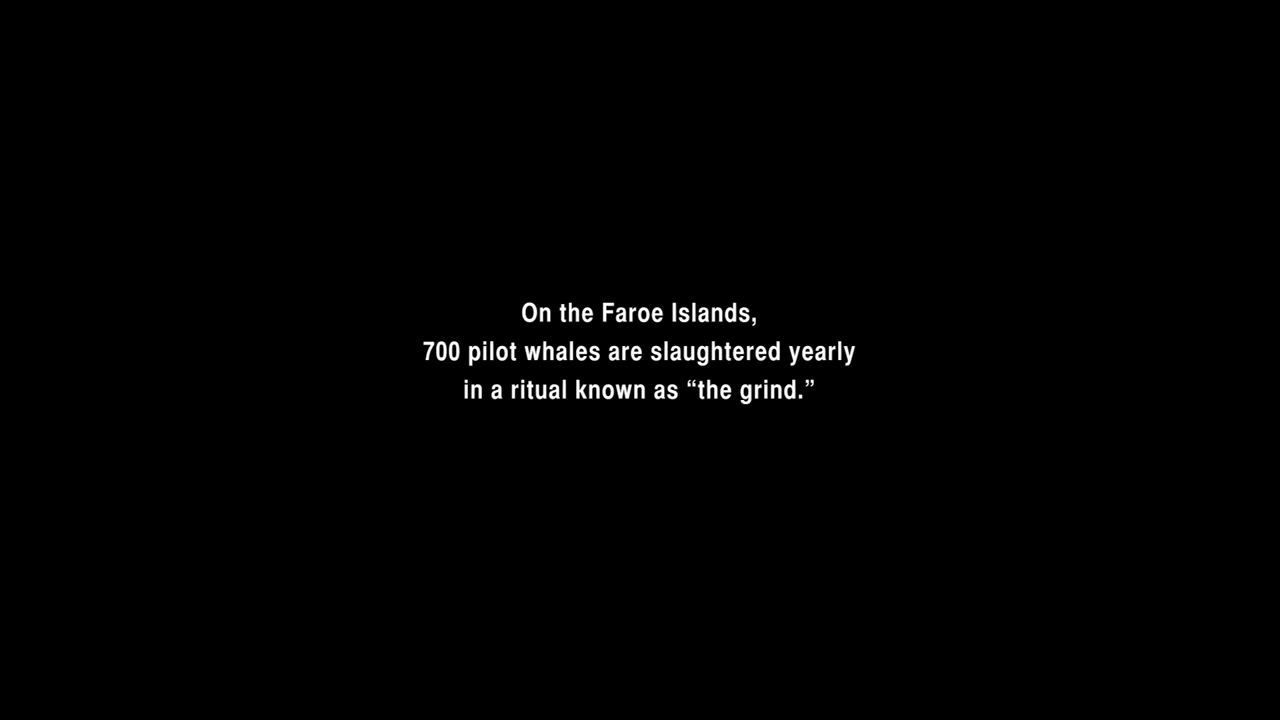 On the Faroe Islands,
700 pilot whales are slaughtered yearly
in a ritual known as “the grind.”